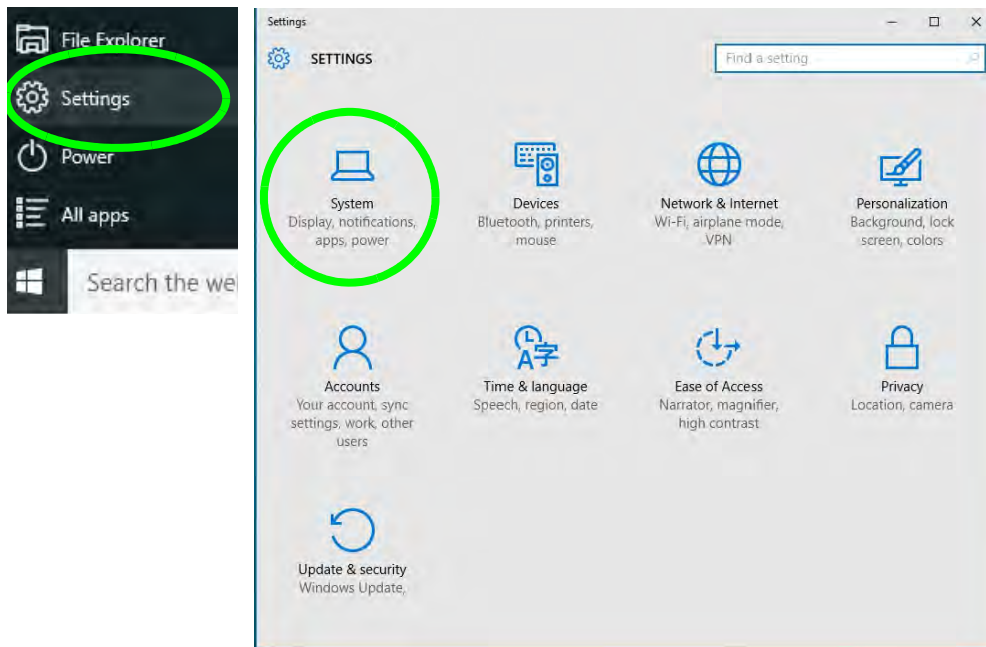 File Explorer
Settings
Power
All apps
Search the we
Settings
SETTINGS
Find a setting
System
Display, notifications,
apps, power
Devices
Bluetooth, printers,
mouse
Network & Internet
Wi-Fi, airplane mode,
VPN
Personalization
Background, lock
screen, colors
Accounts
Your account, sync
settings, work, other
users
A字
Time & language
Speech, region, date
Ease of Access
Narrator, magnifier,
high contrast
Privacy
Location, camera
Update & security
Windows Update,